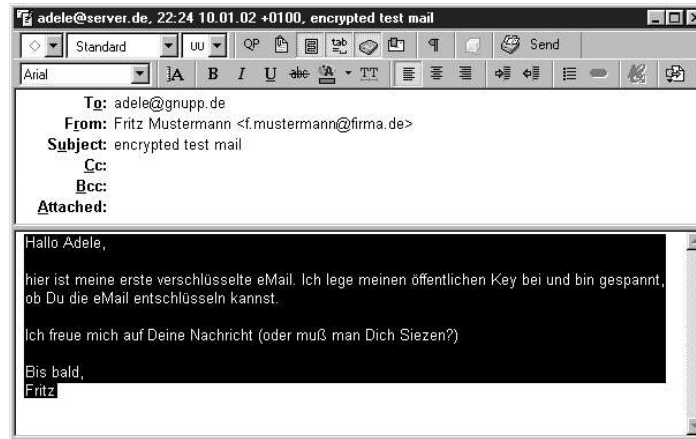 adele@server.de, 22:24 10.01.02 +0100, encrypted test mail
Standard UU QP tab ¶ Send
Arial A B I U abc A TT
To: adele@gnupp.de
From: Fritz Mustermann <f.mustermann@firma.de>
Subject: encrypted test mail
Cc:
Bcc:
Attached:
Hallo Adele,
hier ist meine erste verschlüsselte eMail. Ich lege meinen öffentlichen Key bei und bin gespannt,
ob Du die eMail entschlüsseln kannst.
Ich freue mich auf Deine Nachricht (oder muß man Dich Siezen?)
Bis bald,
Fritz